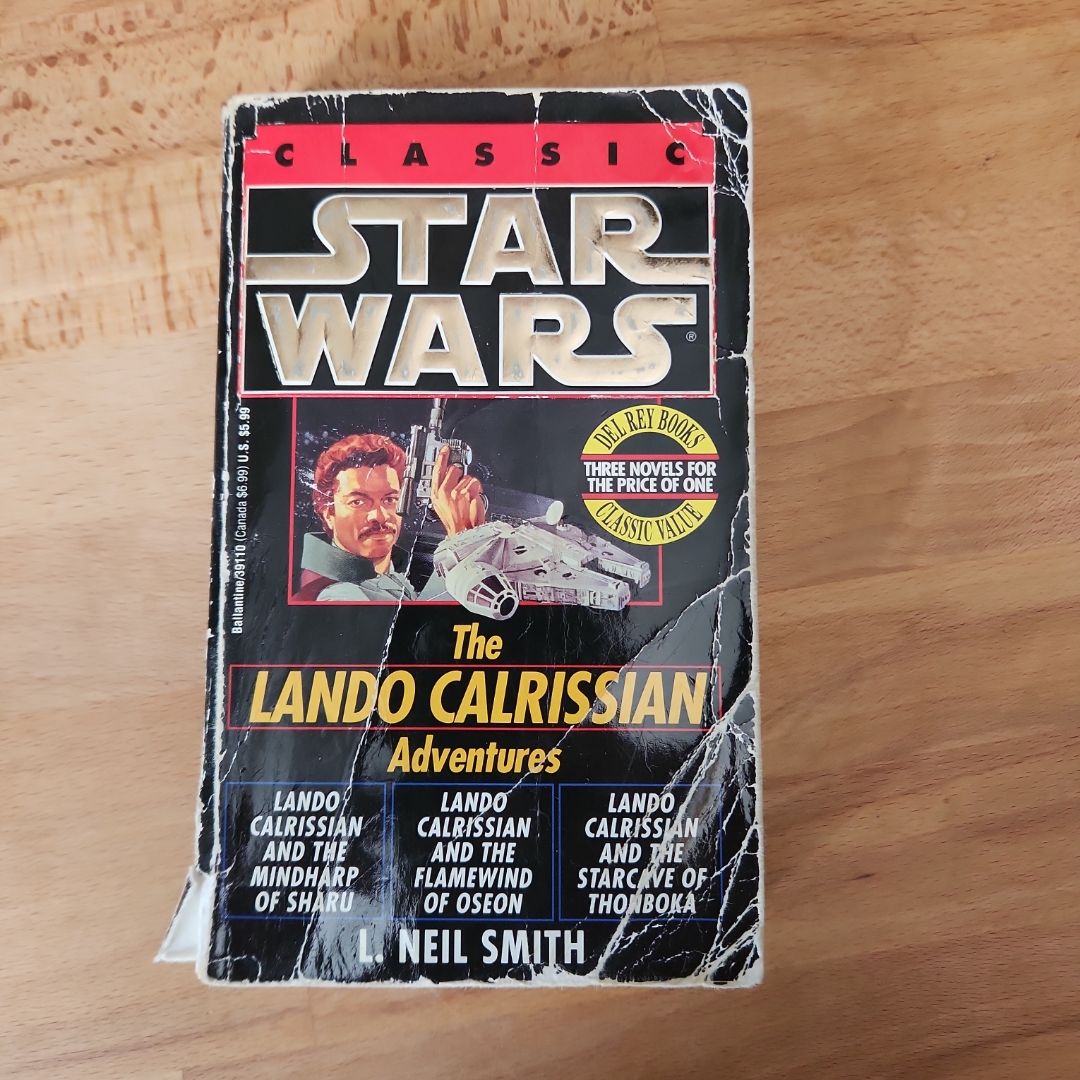 CLASSIC
STAR
WARS®
Ballantine/39110 (Canada $6.99) U.S. $5.99
DEL REY BOOKS
THREE NOVELS FOR
THE PRICE OF ONE
CLASSIC VALUE
The
LANDO CALRISSIAN
Adventures
LANDO
CALRISSIAN
AND THE
MINDHARP
OF SHARU
LANDO
CALRISSIAN
AND THE
FLAMEWIND
OF OSEON
LANDO
CALRISSIAN
AND THE
STARCAVE OF
THONBOKA
L. NEIL SMITH